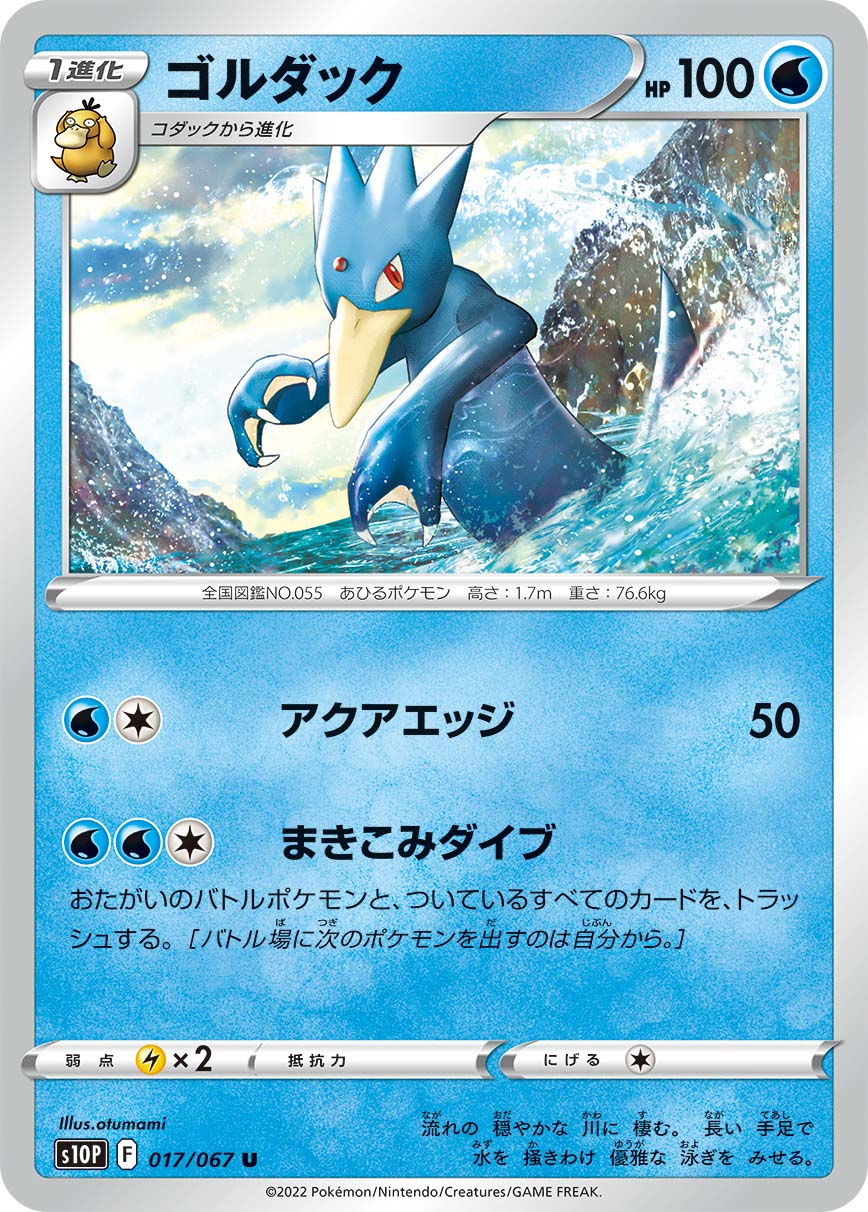 1進化
ゴルダック
HP 100
コダックから進化
全国図鑑NO.055 あひるポケモン 高さ:1.7m 重さ:76.6kg
アクアエッジ 50
まきこみダイブ
おたがいのバトルポケモンと、ついているすべてのカードを、トラッ
シュする。[バトル場に次のポケモンを出すのは自分から。]
弱点 ×2 抵抗力 にげる
Illus.otumami
流れの 穏やかな 川に 棲む。 長い 手足で
水を 掻きわけ 優雅な 泳ぎを みせる。
s10P F 017/067 U
©2022 Pokémon/Nintendo/Creatures/GAME FREAK.